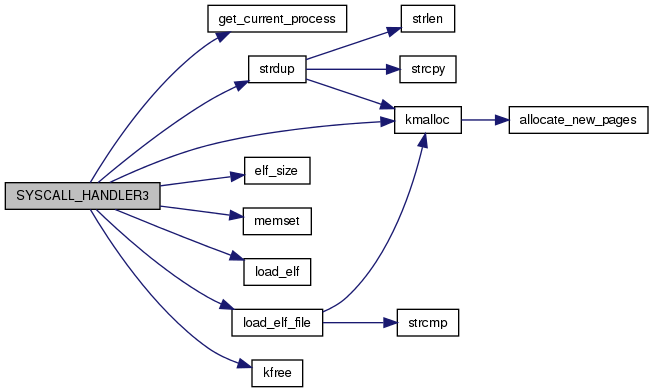 get_current_process
strlen
strdup
strcpy
kmalloc
allocate_new_pages
elf_size
SYSCALL_HANDLER3
memset
load_elf
load_elf_file
strcmp
kfree